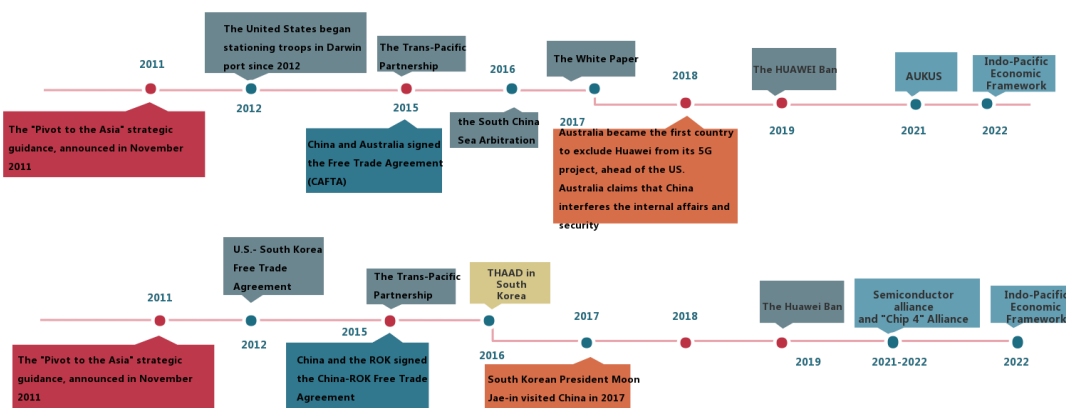 The United States began
stationing troops in Darwin
port since 2012
2011
The Trans-Pacific
Partnership
2016
The White Paper
2018
The HUAWEI Ban
AUKUS
Indo-Pacific
Economic
Framework
2012
2015
2017
2019
2021
2022
The "Pivot to the Asia" strategic
guidance, announced in November
2011
China and Australia signed
the Free Trade Agreement
(CAFTA)
the South China
Sea Arbitration
Australia became the first country
to exclude Huawei from its 5G
project, ahead of the US.
Australia claims that China
interferes the internal affairs and
security
2011
U.S.- South Korea
Free Trade
Agreement
The Trans-Pacific
Partnership
THAAD in
South
Korea
2017
2018
The Huawei Ban
Semiconductor
alliance
and "Chip 4" Alliance
Indo-Pacific
Economic
Framework
2012
2015
2016
2019
2021-2022
2022
The "Pivot to the Asia" strategic
guidance, announced in November
2011
China and the ROK signed
the China-ROK Free Trade
Agreement
South Korean President Moon
Jae-in visited China in 2017